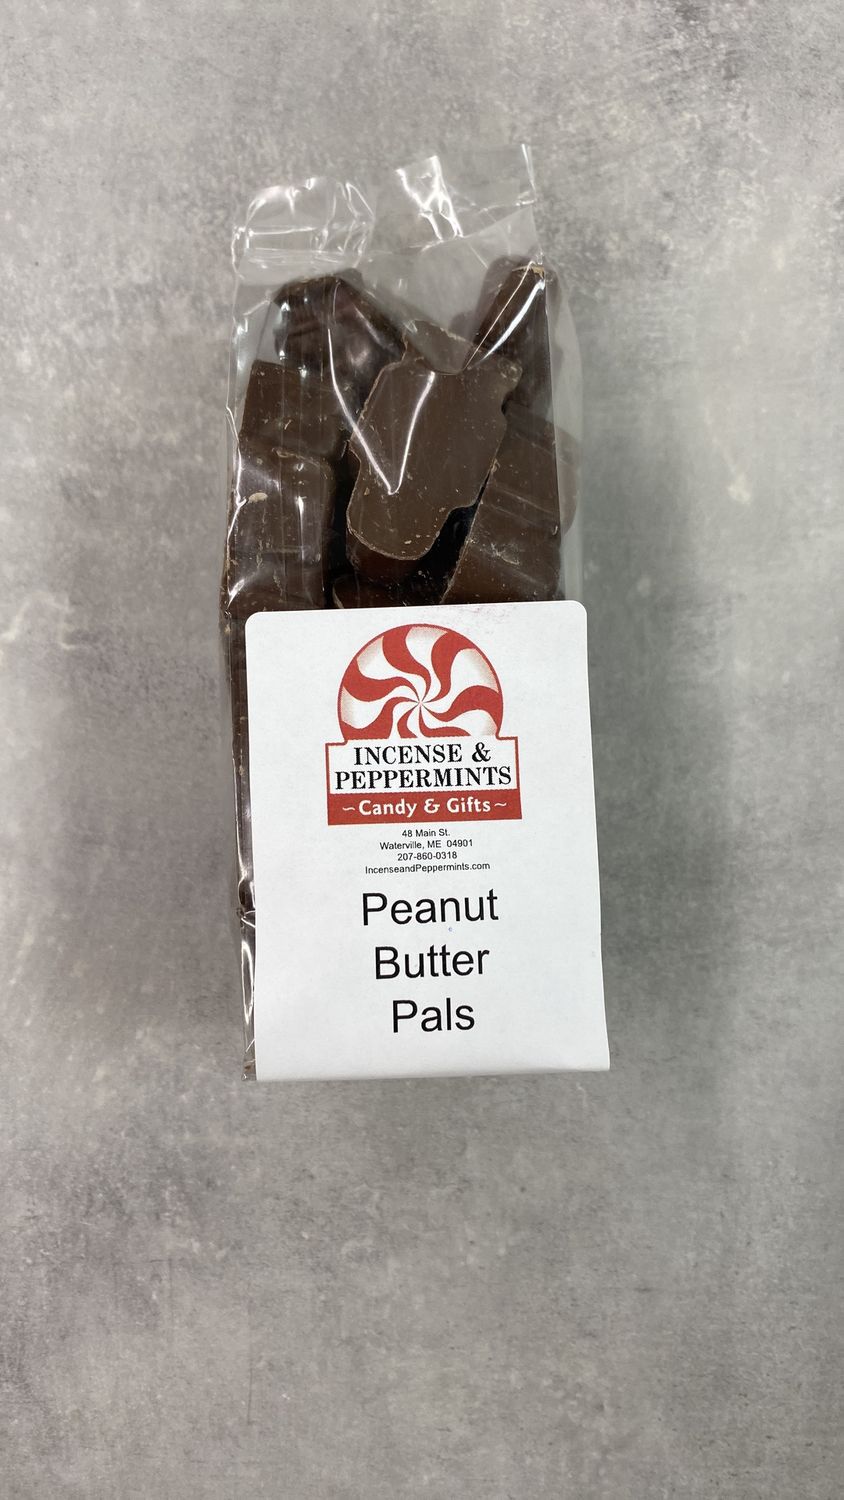 INCENSE &
PEPPERMINTS
~Candy & Gifts~
48 Main St.
Waterville, ME 04901
207-860-0318
IncenseandPeppermints.com
Peanut
Butter
Pals